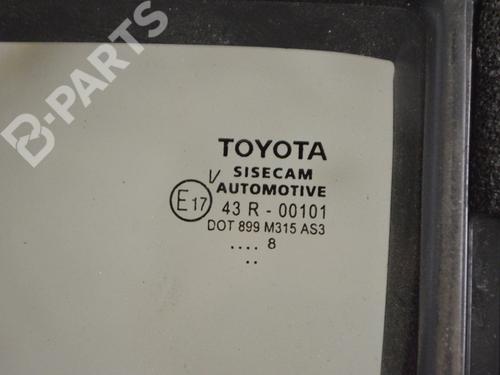 B-PARTS
TOYOTA
SISECAM
AUTOMOTIVE
V
E17
43 R - 00101
DOT 899 M315 AS3
.... 8
..